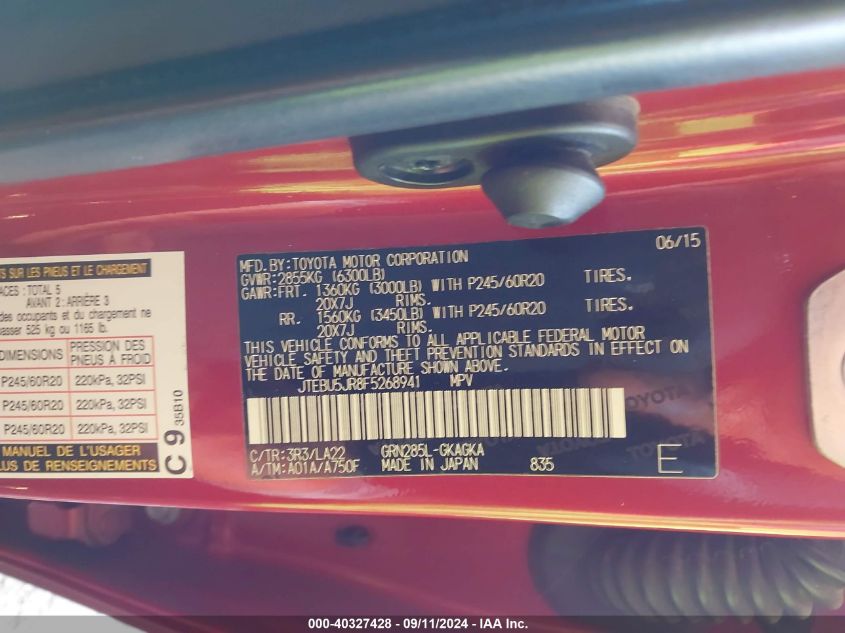 TS SUR LES PNEUS ET LE CHARGEMENT
ACES : TOTAL 5
AVANT 2 : ARRIÈRE 3
des occupants et du chargement ne
525 kg ou 1165 lb.
DIMENSIONS
PRESSION DES PNEUS À FROID
P245/60R20 220kPa, 32PSI
P245/60R20 220kPa, 32PSI
P245/60R20 220kPa, 32PSI
MANUEL DE L'USAGER
PLUS DE RENSEIGNEMENTS
C 9 35B10
MFD.BY:TOYOTA MOTOR CORPORATION 06/15
GVWR:2855KG (6300LB)
GAWR:FRT. 1360KG (3000LB) WITH P245/60R20 TIRES.
20X7J RIMS.
RR. 1560KG (3450LB) WITH P245/60R20 TIRES.
20X7J RIMS.
THIS VEHICLE CONFORMS TO ALL APPLICABLE FEDERAL MOTOR
VEHICLE SAFETY AND THEFT PREVENTION STANDARDS IN EFFECT ON
THE DATE OF MANUFACTURE SHOWN ABOVE.
JTEBU5JR8F5268941 MPV
C/TR:3R3/LA22 GRN285L-GKAGKA
A/TM:A01A/A750F MADE IN JAPAN 835 E
000-40327428 - 09/11/2024 - IAA Inc.